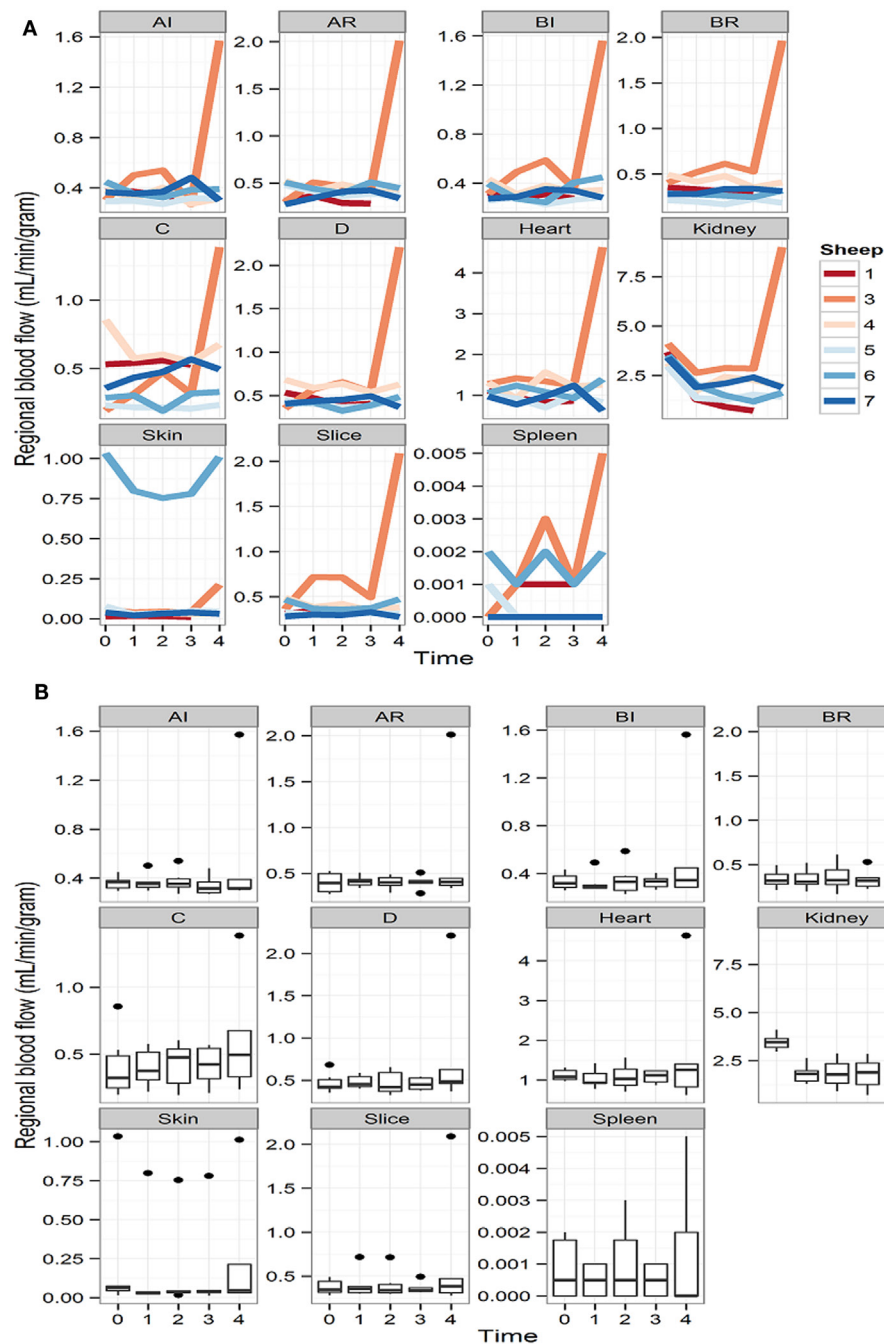 A
AI AR BI BR
1.6 2.0 1.6 2.0
1.2 1.5 1.2 1.5
0.8 1.0 0.8 1.0
0.4 0.5 0.4 0.5
Regional blood flow (mL/min/gram)
C D Heart Kidney
1.0 2.0 4 7.5
0.5 1.5 3 5.0
1.0 2 2.5
0.5 1
Sheep
1
3
4
5
6
7
Skin Slice Spleen
1.00 2.0 0.005
0.75 1.5 0.004
0.50 1.0 0.003
0.25 0.5 0.002
0.00 0.001
0.000
0 1 2 3 4 0 1 2 3 4 0 1 2 3 4
Time
B
AI AR BI BR
1.6 2.0 1.6 2.0
1.2 1.5 1.2 1.5
0.8 1.0 0.8 1.0
0.4 0.5 0.4 0.5
Regional blood flow (mL/min/gram)
C D Heart Kidney
1.0 2.0 4 7.5
0.5 1.5 3 5.0
1.0 2 2.5
0.5 1
Skin Slice Spleen
1.00 2.0 0.005
0.75 1.5 0.004
0.50 1.0 0.003
0.25 0.5 0.002
0.00 0.001
0.000
0 1 2 3 4 0 1 2 3 4 0 1 2 3 4
Time